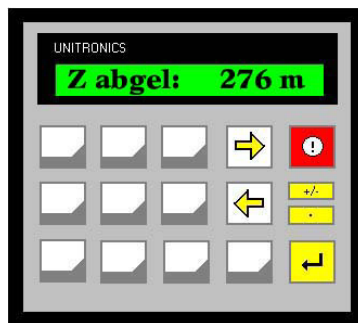 UNITRONICS
Z abgel: 276 m
+/-
.